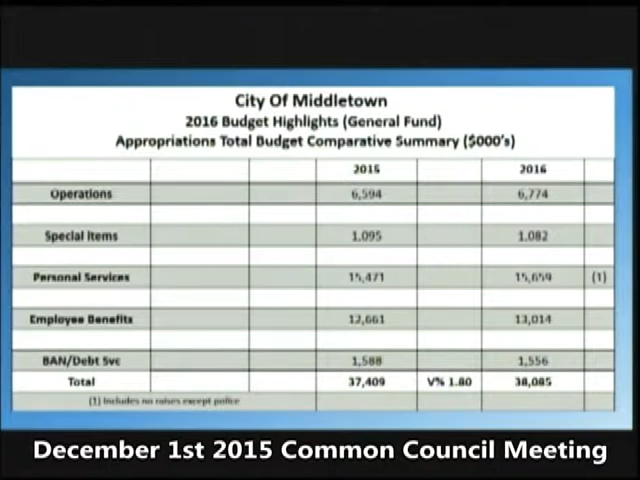 City Of Middletown
2016 Budget Highlights (General Fund)
Appropriations Total Budget Comparative Summary ($000's)
2015 2016
Operations 6,594 6,774
Special Items 1,095 1,082
Personal Services 15,471 15,659 (1)
Employee Benefits 12,661 13,014
BAN/Debt Svc 1,588 1,556
Total 37,409 V% 1.80 38,085
(1) Includes no raises except police
December 1st 2015 Common Council Meeting